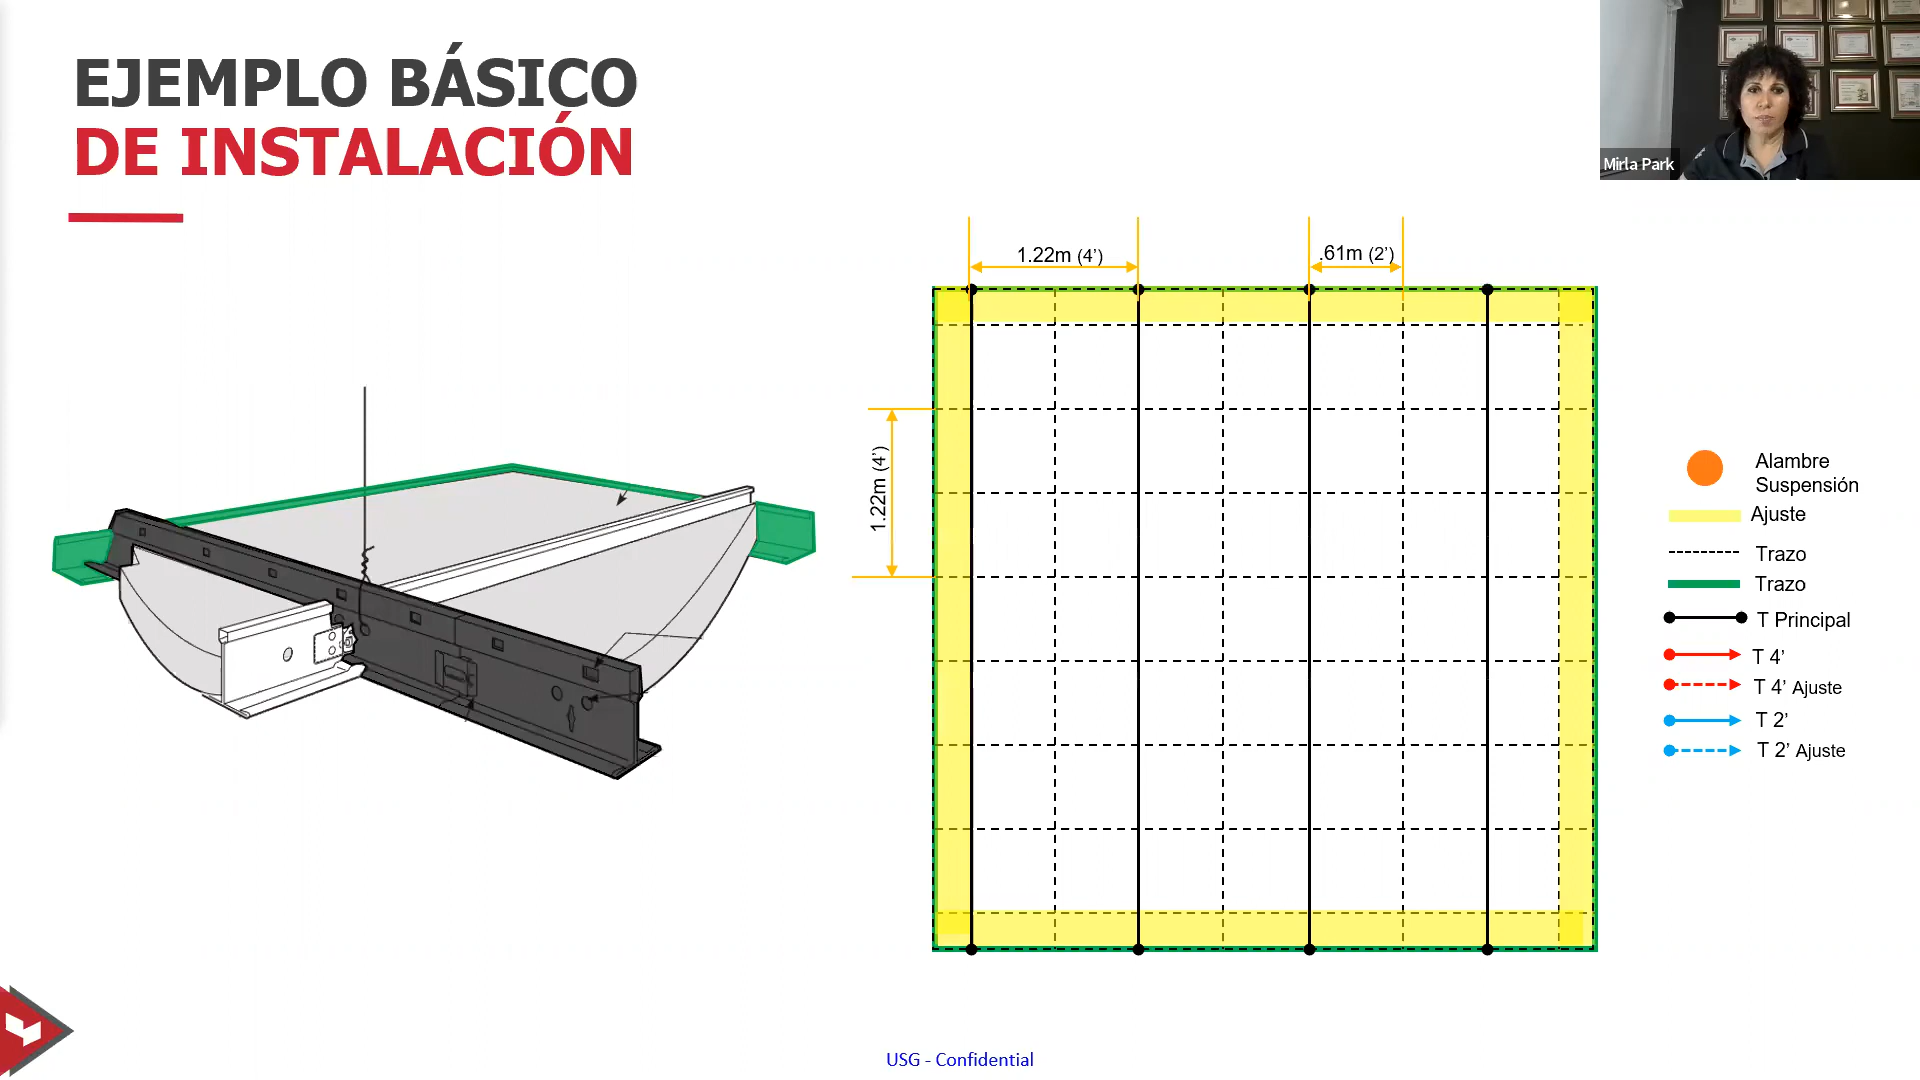 EJEMPLO BÁSICO
DE INSTALACIÓN
Mirla Park
1.22m (4’)
.61m (2’)
1.22m (4’)
Alambre
Suspensión
Ajuste
Trazo
Trazo
T Principal
T 4’
T 4’ Ajuste
T 2’
T 2’ Ajuste
USG - Confidential